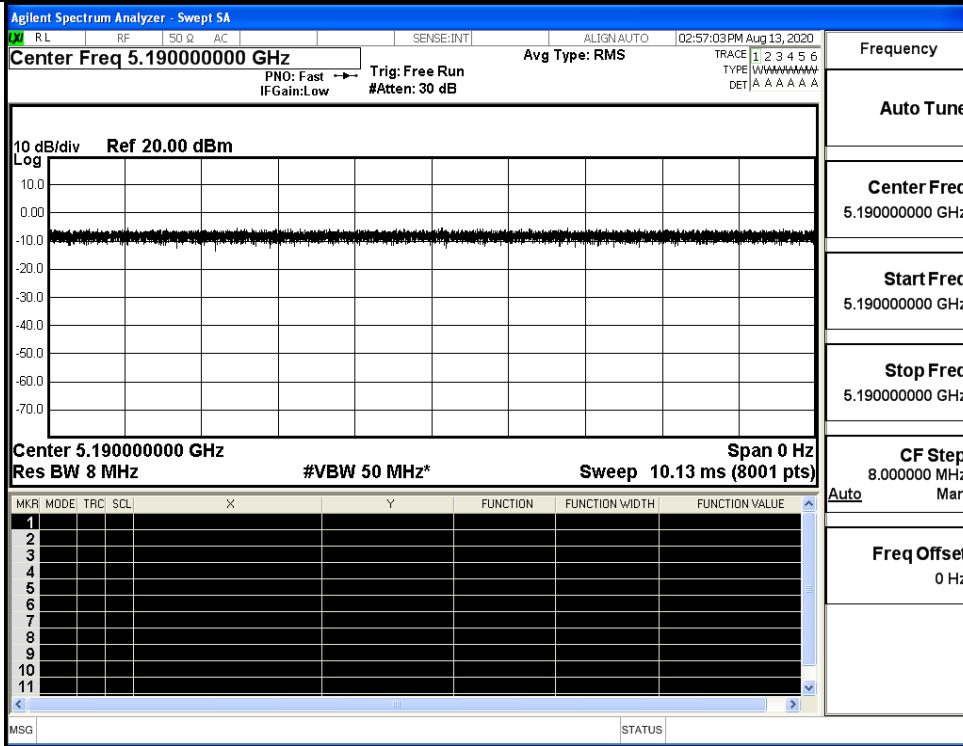 Agilent Spectrum Analyzer - Swept SA
LXI RL RF 50 Ω AC SENSE:INT ALIGN AUTO 02:57:03 PM Aug 13, 2020
Center Freq 5.190000000 GHz
PNO: Fast
IFGain:Low
Trig: Free Run
#Atten: 30 dB
Avg Type: RMS
TRACE 1 2 3 4 5 6
TYPE WWWWWW
DET A A A A A A
10 dB/div Ref 20.00 dBm
Log
10.0
0.00
-10.0
-20.0
-30.0
-40.0
-50.0
-60.0
-70.0
Center 5.190000000 GHz Span 0 Hz
Res BW 8 MHz #VBW 50 MHz* Sweep 10.13 ms (8001 pts)
MKR MODE TRC SCL X Y FUNCTION FUNCTION WIDTH FUNCTION VALUE
1
2
3
4
5
6
7
8
9
10
11
MSG STATUS
Frequency
Auto Tune
Center Freq
5.190000000 GHz
Start Freq
5.190000000 GHz
Stop Freq
5.190000000 GHz
CF Step
8.000000 MHz
Auto Man
Freq Offset
0 Hz